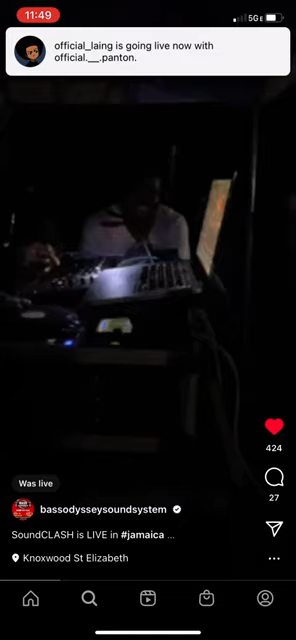 11:49
5G E
official_laing is going live now with
official.__.panton.
424
27
Was live
bassodysseysoundsystem
SoundCLASH is LIVE in #jamaica ...
Knoxwood St Elizabeth